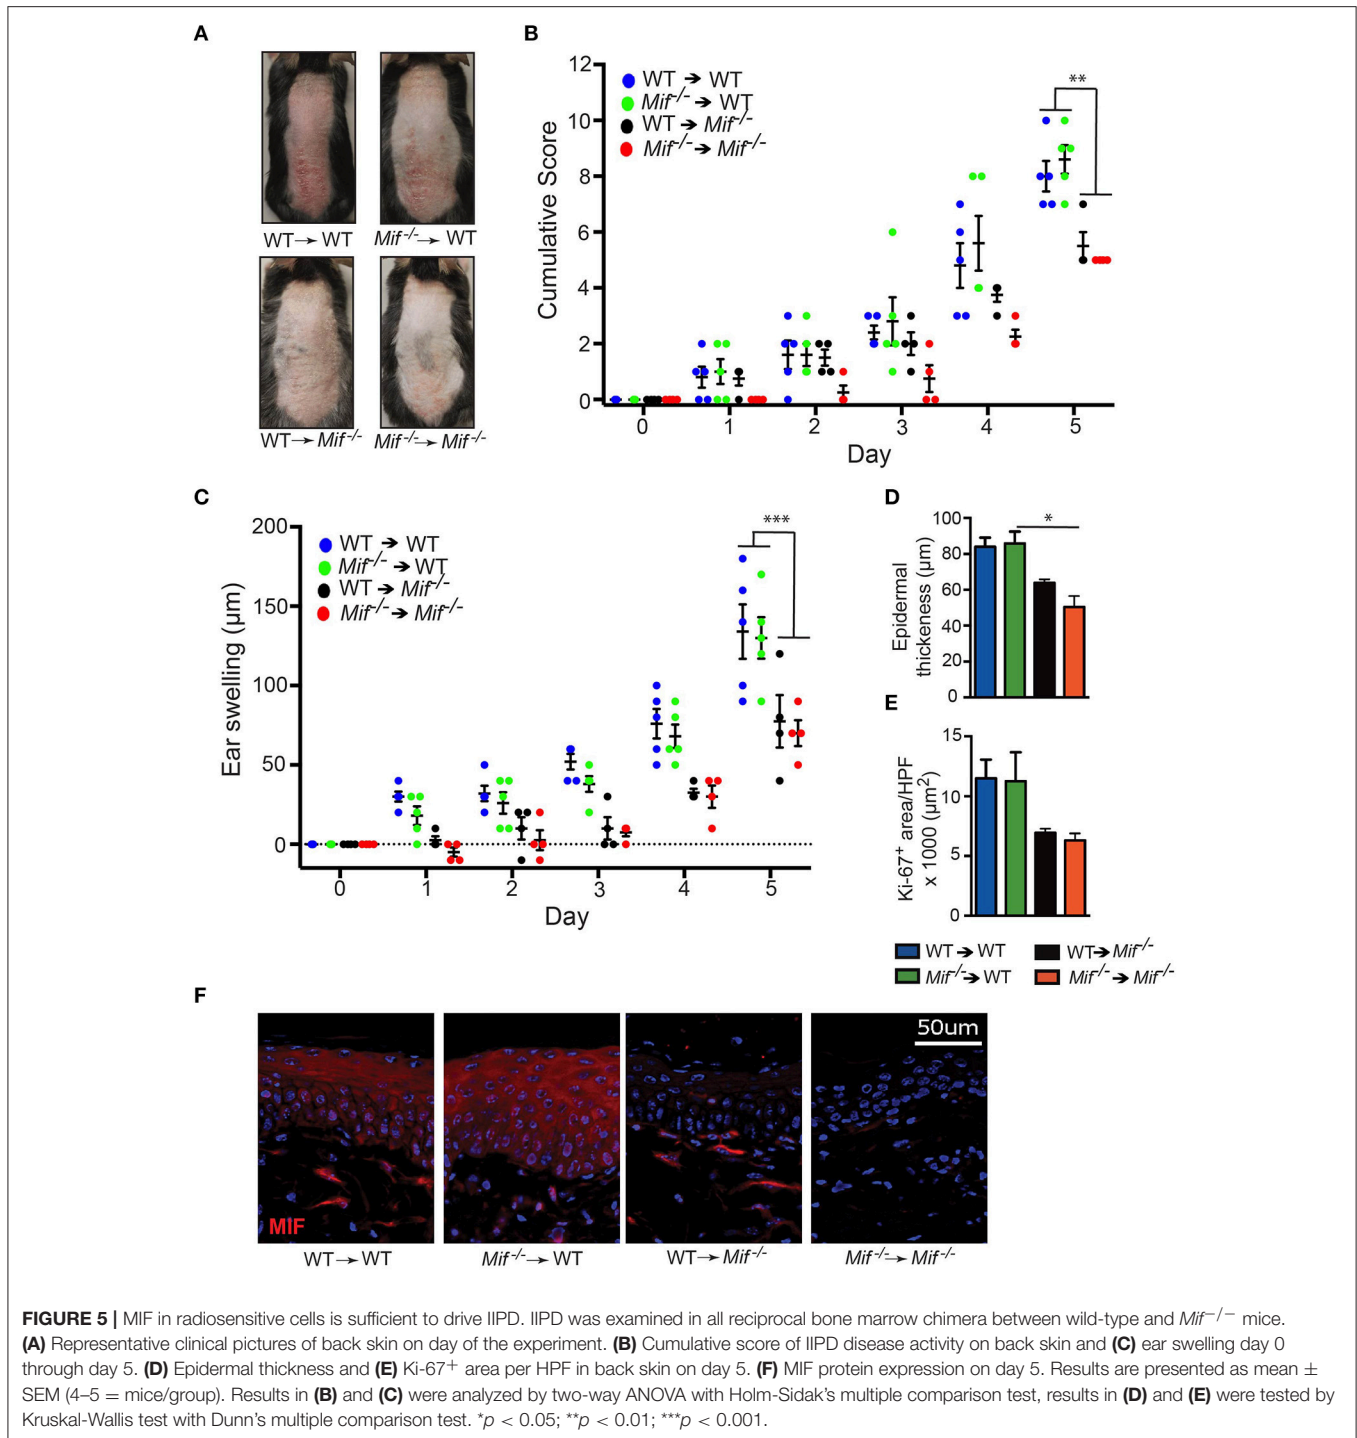 A
WT→WT
Mif-/-→WT
WT→Mif-/-
Mif-/-→Mif-/-
B
WT → WT
Mif-/-→ WT
WT → Mif-/-
Mif-/-→ Mif-/-
**
Cumulative Score
12
10
8
6
4
2
0
0 1 2 3 4 5
Day
C
WT → WT
Mif-/-→ WT
WT → Mif-/-
Mif-/-→ Mif-/-
***
Ear swelling (µm)
200
150
100
50
0
0 1 2 3 4 5
Day
D
*
Epidermal
thickeness (µm)
100
80
60
40
20
0
E
Ki-67+ area/HPF
x 1000 (µm2)
15
10
5
0
WT→WT
WT→Mif-/-
Mif-/-→WT
Mif-/-→Mif-/-
F
50um
MIF
WT→WT
Mif-/-→WT
WT→Mif-/-
Mif-/-→Mif-/-
FIGURE 5 | MIF in radiosensitive cells is sufficient to drive IIPD. IIPD was examined in all reciprocal bone marrow chimera between wild-type and Mif−/− mice.
(A) Representative clinical pictures of back skin on day of the experiment. (B) Cumulative score of IIPD disease activity on back skin and (C) ear swelling day 0
through day 5. (D) Epidermal thickness and (E) Ki-67+ area per HPF in back skin on day 5. (F) MIF protein expression on day 5. Results are presented as mean ±
SEM (4–5 = mice/group). Results in (B) and (C) were analyzed by two-way ANOVA with Holm-Sidak's multiple comparison test, results in (D) and (E) were tested by
Kruskal-Wallis test with Dunn's multiple comparison test. *p < 0.05; **p < 0.01; ***p < 0.001.